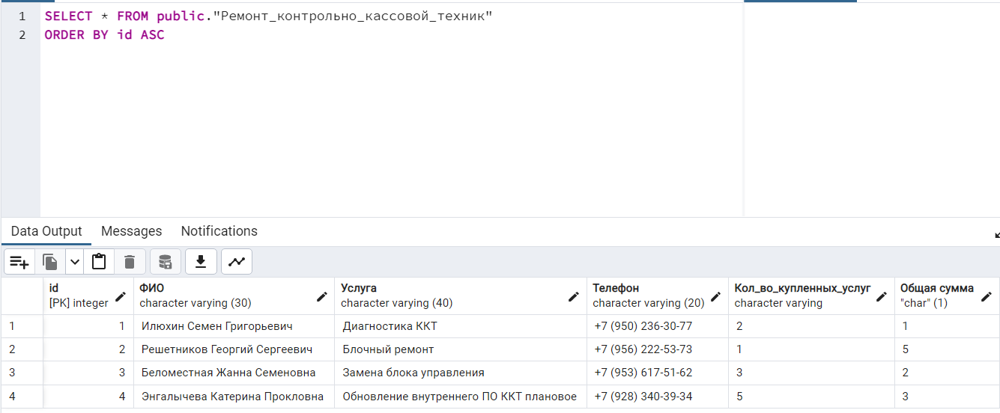 1 SELECT * FROM public."Ремонт_контрольно_кассовой_техник"
2 ORDER BY id ASC
Data Output Messages Notifications
id ФИО Услуга Телефон Кол_во_купленных_услуг Общая сумма
[PK] integer character varying (30) character varying (40) character varying (20) character varying "char" (1)
1 1 Илюхин Семен Григорьевич Диагностика ККТ +7 (950) 236-30-77 2 1
2 2 Решетников Георгий Сергеевич Блочный ремонт +7 (956) 222-53-73 1 5
3 3 Беломестная Жанна Семеновна Замена блока управления +7 (953) 617-51-62 3 2
4 4 Энгалычева Катерина Прокловна Обновление внутреннего ПО ККТ плановое +7 (928) 340-39-34 5 3